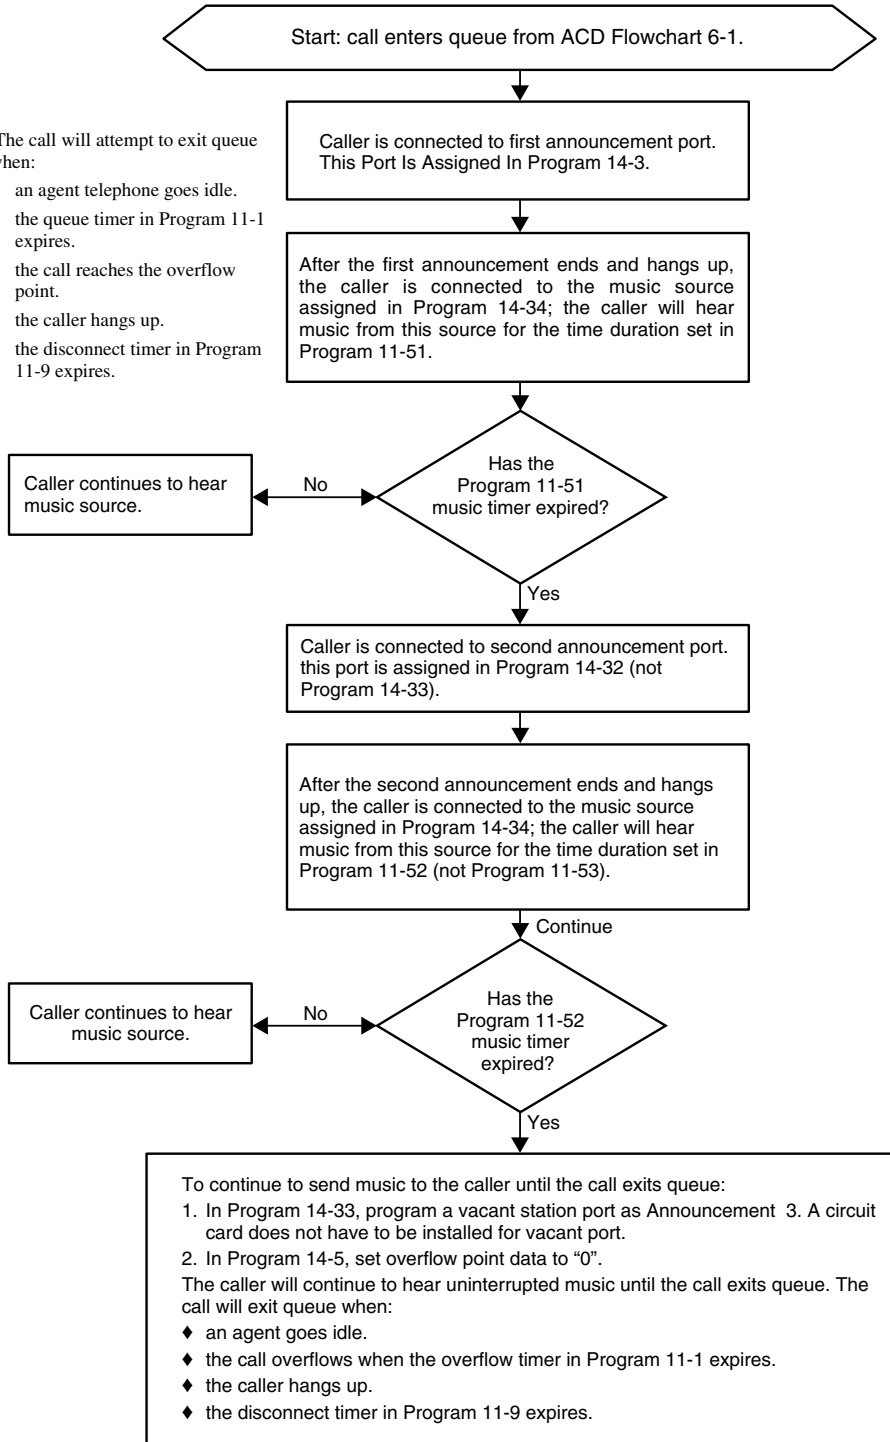 Start: call enters queue from ACD Flowchart 6-1.
Caller is connected to first announcement port.
This Port Is Assigned In Program 14-3.
The call will attempt to exit queue
when:
an agent telephone goes idle.
the queue timer in Program 11-1
expires.
the call reaches the overflow
point.
the caller hangs up.
the disconnect timer in Program
11-9 expires.
After the first announcement ends and hangs up,
the caller is connected to the music source
assigned in Program 14-34; the caller will hear
music from this source for the time duration set in
Program 11-51.
Has the
Program 11-51
music timer expired?
No
Caller continues to hear
music source.
Yes
Caller is connected to second announcement port.
this port is assigned in Program 14-32 (not
Program 14-33).
After the second announcement ends and hangs
up, the caller is connected to the music source
assigned in Program 14-34; the caller will hear
music from this source for the time duration set in
Program 11-52 (not Program 11-53).
Continue
Has the
Program 11-52
music timer
expired?
No
Caller continues to hear
music source.
Yes
To continue to send music to the caller until the call exits queue:
1. In Program 14-33, program a vacant station port as Announcement 3. A circuit
card does not have to be installed for vacant port.
2. In Program 14-5, set overflow point data to “0”.
The caller will continue to hear uninterrupted music until the call exits queue. The
call will exit queue when:
♦ an agent goes idle.
♦ the call overflows when the overflow timer in Program 11-1 expires.
♦ the caller hangs up.
♦ the disconnect timer in Program 11-9 expires.